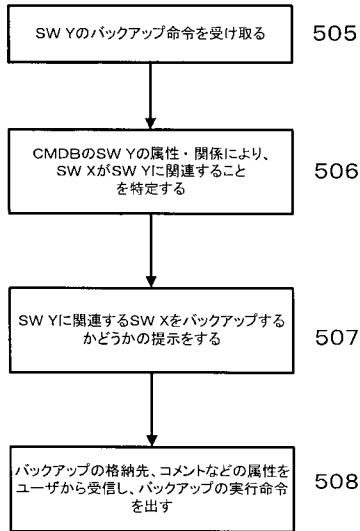 SW Yのバックアップ命令を受け取る
505
CMDBのSW Yの属性・関係により、
SW XがSW Yに関連すること
を特定する
506
SW Yに関連するSW Xをバックアップする
かどうかの提示をする
507
バックアップの格納先、コメントなどの属性を
ユーザから受信し、バックアップの実行命令
を出す
508